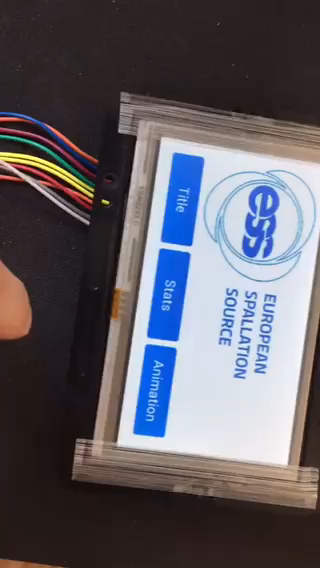 ess
EUROPEAN
SPALLATION
SOURCE
Title
Stats
Animation